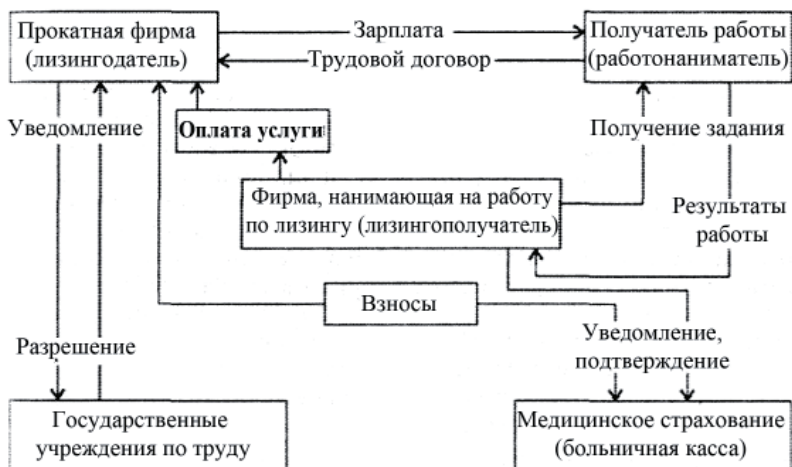 Прокатная фирма
(лизингодатель)
Зарплата
Трудовой договор
Получатель работы
(работонаниматель)
Уведомление
Оплата услуги
Получение задания
Фирма, нанимающая на работу
по лизингу (лизингополучатель)
Результаты
работы
Взносы
Разрешение
Уведомление,
подтверждение
Государственные
учреждения по труду
Медицинское страхование
(больничная касса)